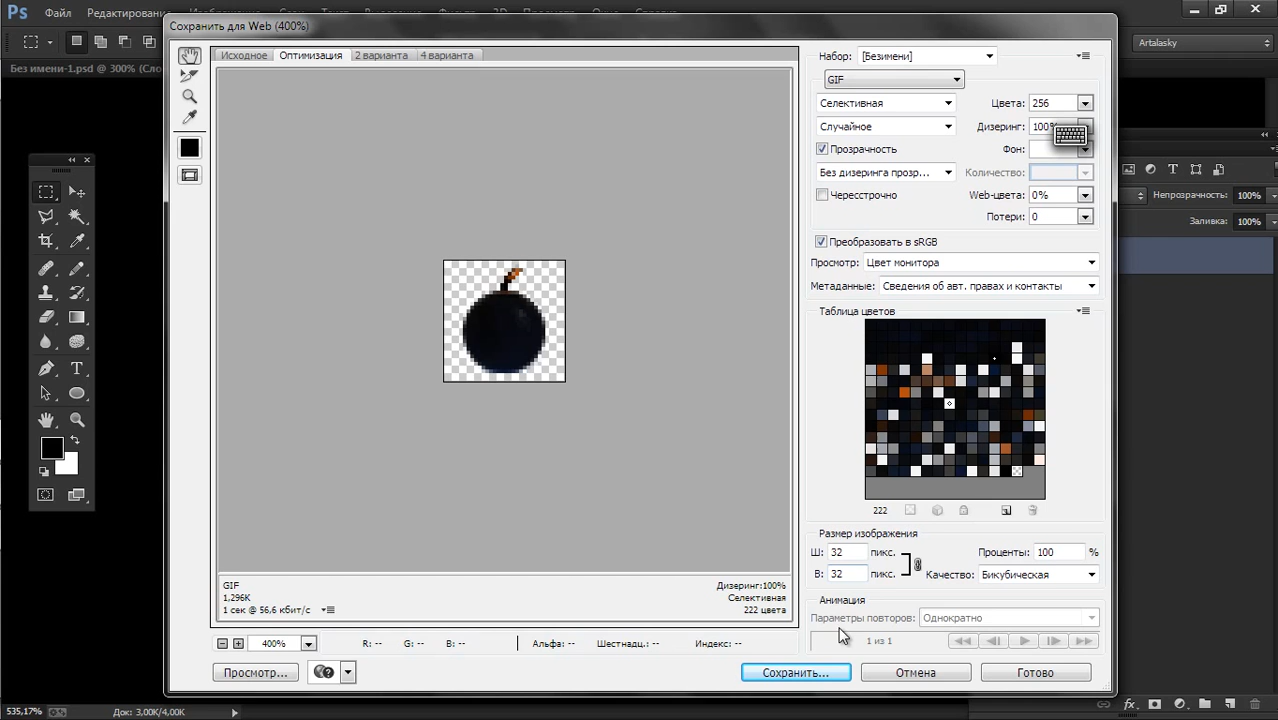 Ps Файл Редактирование
Сохранить для Web (400%)
Artalasky
Без имени-1.psd @ 300% (Сло
Исходное Оптимизация 2 варианта 4 варианта
Набор: [Безимени]
GIF
Селективная Цвета: 256
Случайное Дизеринг: 100%
Прозрачность Фон:
Без дизеринга прозр... Количество:
Чересстрочно Web-цвета: 0%
Потери: 0
Преобразовать в sRGB
Просмотр: Цвет монитора
Метаданные: Сведения об авт. правах и контакты
Таблица цветов
222
Размер изображения
Ш: 32 пикс. Проценты: 100 %
В: 32 пикс. Качество: Бикубическая
Анимация
Параметры повторов: Однократно
1 из 1
GIF Дизеринг:100%
1,296K Селективная
1 сек @ 56,6 кбит/с 222 цвета
400% R: -- G: -- B: -- Альфа: -- Шестнадц.: -- Индекс: --
Просмотр... Сохранить... Отмена Готово
Непрозрачность: 100%
Заливка: 100%
535,17% Док: 3,00K/4,00K
fx